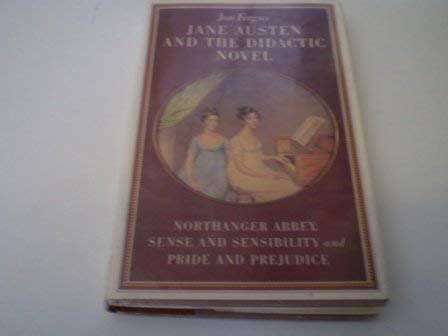 Jan Fergus
JANE AUSTEN
AND THE DIDACTIC
NOVEL
NORTHANGER ABBEY,
SENSE AND SENSIBILITY and
PRIDE AND PREJUDICE